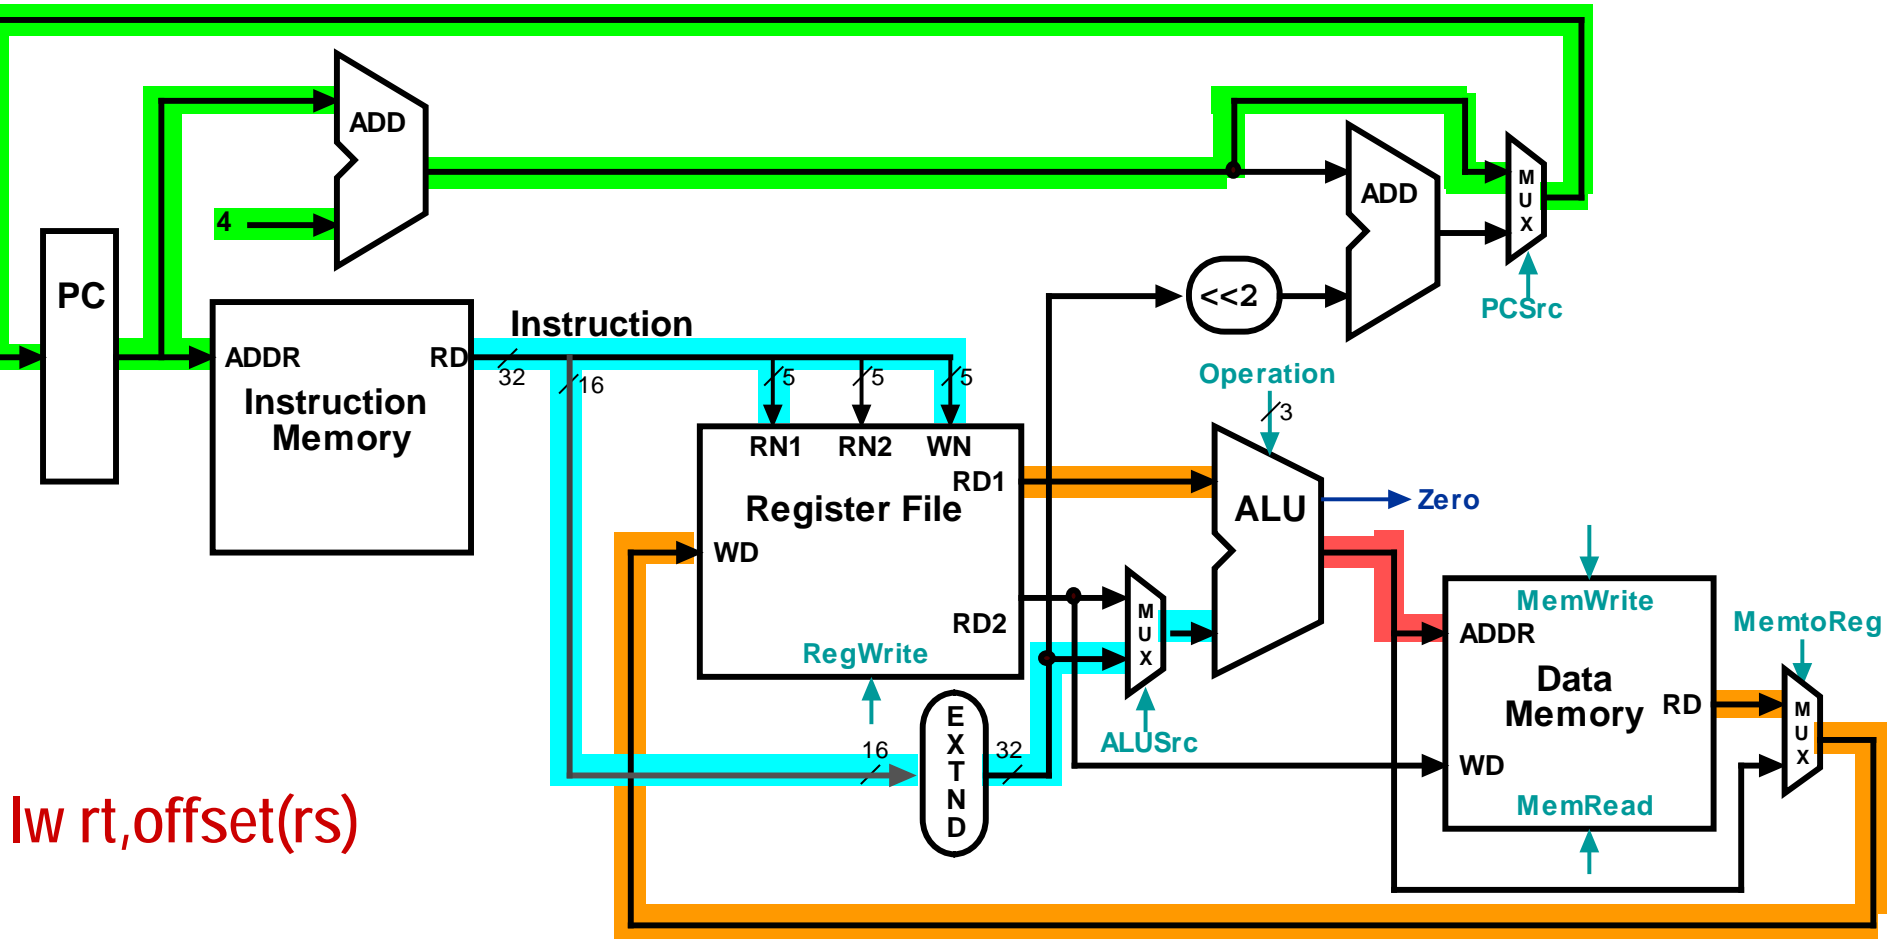 ADD
4
PC
ADD
M
U
X
<<2
PCSrc
Instruction
ADDR
RD
32
16
5
5
5
Instruction
Memory
Operation
3
RN1
RN2
WN
RD1
Register File
ALU
Zero
WD
RD2
RegWrite
M
U
X
ALUSrc
MemWrite
ADDR
MemtoReg
Data
Memory
RD
M
U
X
WD
MemRead
16
E
X
T
N
D
32
lw rt,offset(rs)